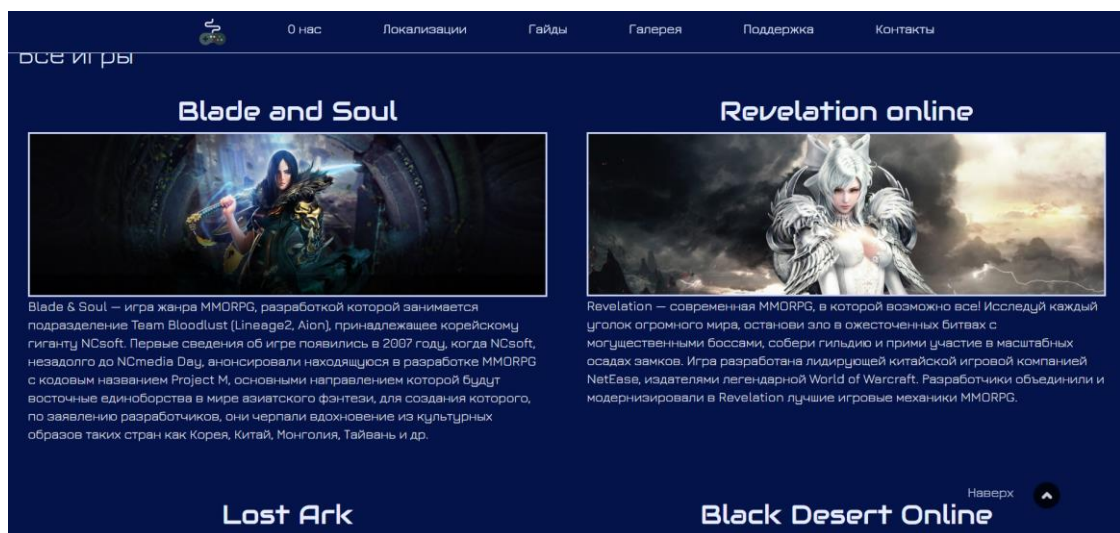 О нас Локализации Гайды Галерея Поддержка Контакты
Все игры
Blade and Soul
Blade & Soul — игра жанра MMORPG, разработкой которой занимается
подразделение Team Bloodlust (Lineage2, Aion), принадлежащее корейскому
гиганту NCsoft. Первые сведения об игре появились в 2007 году, когда NCsoft,
незадолго до NCmedia Day, анонсировали находящуюся в разработке MMORPG
с кодовым названием Project M, основными направлением которой будут
восточные единоборства в мире азиатского фэнтези, для создания которого,
по заявлению разработчиков, они черпали вдохновение из культурных
образов таких стран как Корея, Китай, Монголия, Тайвань и др.
Revelation online
Revelation — современная MMORPG, в которой возможно все! Исследуй каждый
уголок огромного мира, останови зло в ожесточенных битвах с
могущественными боссами, собери гильдию и прими участие в масштабных
осадах замков. Игра разработана лидирующей китайской игровой компанией
NetEase, издателями легендарной World of Warcraft. Разработчики объединили и
модернизировали в Revelation лучшие игровые механики MMORPG.
Наверх
Lost Ark
Black Desert Online